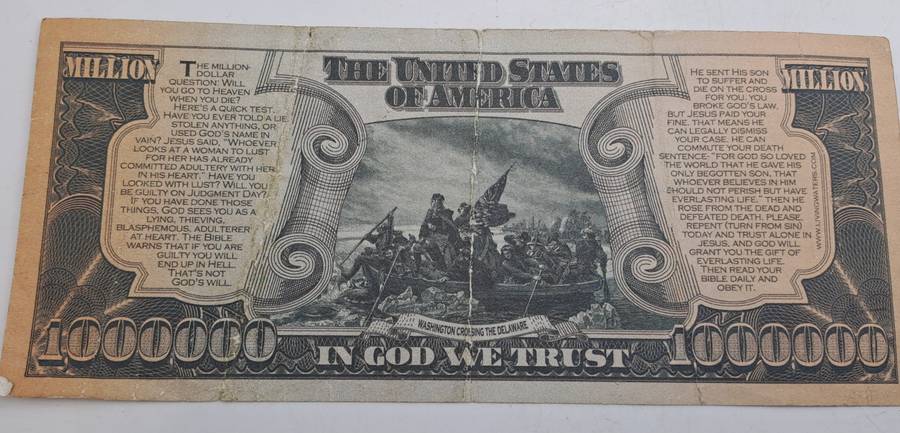 MILLION
THE MILLION-
DOLLAR
QUESTION: WILL
YOU GO TO HEAVEN
WHEN YOU DIE?
HERE'S A QUICK TEST.
HAVE YOU EVER TOLD A LIE
STOLEN ANYTHING, OR
USED GOD'S NAME IN
VAIN? JESUS SAID, "WHOEVER
LOOKS AT A WOMAN TO LUST
FOR HER HAS ALREADY
COMMITTED ADULTERY WITH HER
IN HIS HEART." HAVE YOU
LOOKED WITH LUST? WILL YOU
BE GUILTY ON JUDGMENT DAY?
IF YOU HAVE DONE THOSE
THINGS, GOD SEES YOU AS A
LYING, THIEVING,
BLASPHEMOUS, ADULTERER
AT HEART. THE BIBLE
WARNS THAT IF YOU ARE
GUILTY YOU WILL
END UP IN HELL.
THAT'S NOT
GOD'S WILL.
1000000
THE UNITED STATES
OF AMERICA
WASHINGTON CROSSING THE DELAWARE
IN GOD WE TRUST
MILLION
HE SENT HIS SON
TO SUFFER AND
DIE ON THE CROSS
FOR YOU. YOU
BROKE GOD'S LAW,
BUT JESUS PAID YOUR
FINE. THAT MEANS HE
CAN LEGALLY DISMISS
YOUR CASE. HE CAN
COMMUTE YOUR DEATH
SENTENCE: "FOR GOD SO LOVED
THE WORLD THAT HE GAVE HIS
ONLY BEGOTTEN SON, THAT
WHOEVER BELIEVES IN HIM
SHOULD NOT PERISH BUT HAVE
EVERLASTING LIFE." THEN HE
ROSE FROM THE DEAD AND
DEFEATED DEATH. PLEASE,
REPENT (TURN FROM SIN)
TODAY AND TRUST ALONE IN
JESUS, AND GOD WILL
GRANT YOU THE GIFT OF
EVERLASTING LIFE.
THEN READ YOUR
BIBLE DAILY AND
OBEY IT.
WWW.LIVINGWATERS.COM
1000000